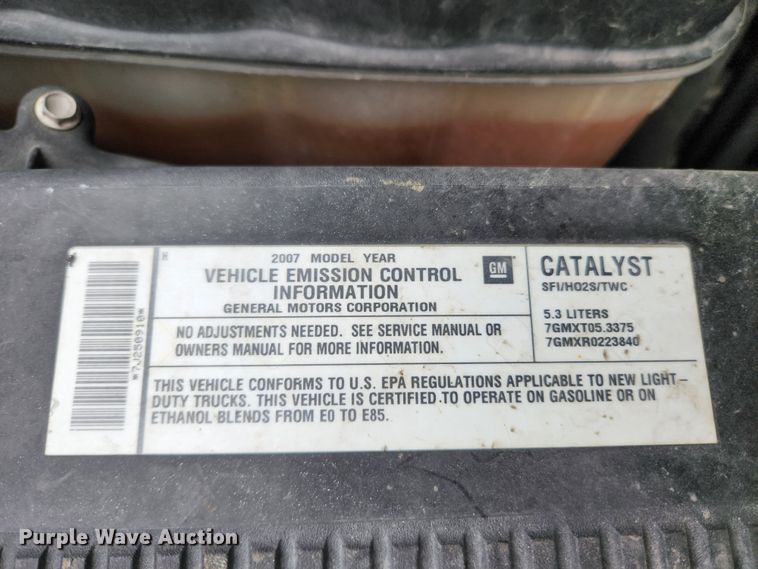 H
2007 MODEL YEAR
VEHICLE EMISSION CONTROL
INFORMATION
GENERAL MOTORS CORPORATION
GM
CATALYST
SFI/HO2S/TWC
NO ADJUSTMENTS NEEDED. SEE SERVICE MANUAL OR
OWNERS MANUAL FOR MORE INFORMATION.
5.3 LITERS
7GMXT05.3375
7GMXR0223840
THIS VEHICLE CONFORMS TO U.S. EPA REGULATIONS APPLICABLE TO NEW LIGHT-
DUTY TRUCKS. THIS VEHICLE IS CERTIFIED TO OPERATE ON GASOLINE OR ON
ETHANOL BLENDS FROM E0 TO E85.
*7J250910*
Purple Wave Auction